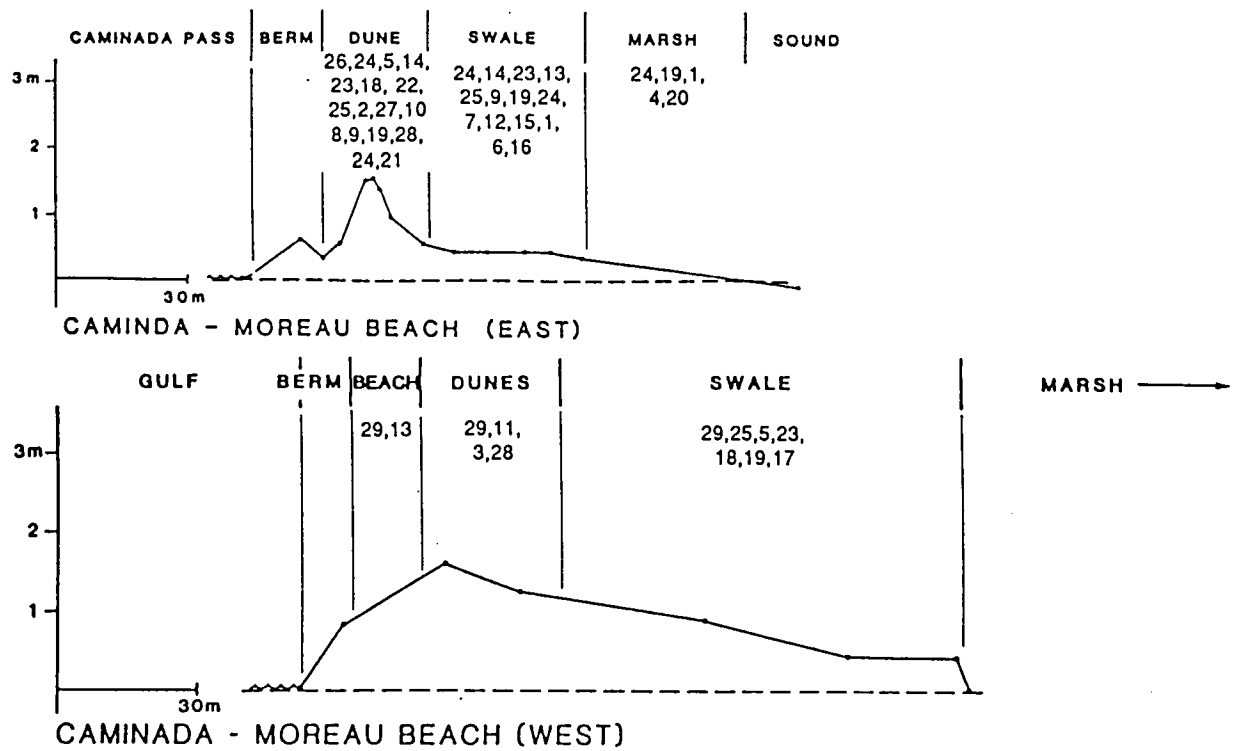 CAMINADA PASS BERM DUNE SWALE MARSH SOUND
26,24,5,14,
23,18, 22,
25,2,27,10
8,9,19,28,
24,21
24,14,23,13,
25,9,19,24,
7,12,15,1,
6,16
24,19,1,
4,20
3m
2
1
30m
CAMINDA - MOREAU BEACH (EAST)
GULF BERM BEACH DUNES SWALE MARSH
29,13
29,11,
3,28
29,25,5,23,
18,19,17
3m
2
1
30m
CAMINADA - MOREAU BEACH (WEST)